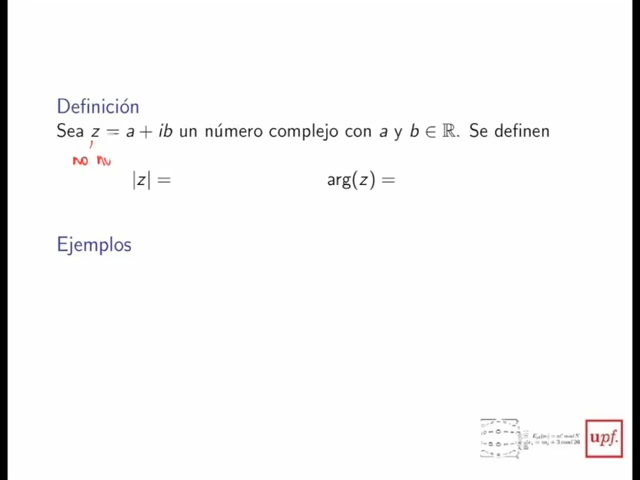 Definición
Sea z = a + ib un número complejo con a y b ∈ ℝ. Se definen
no nu
|z| = arg(z) =
Ejemplos
upf.